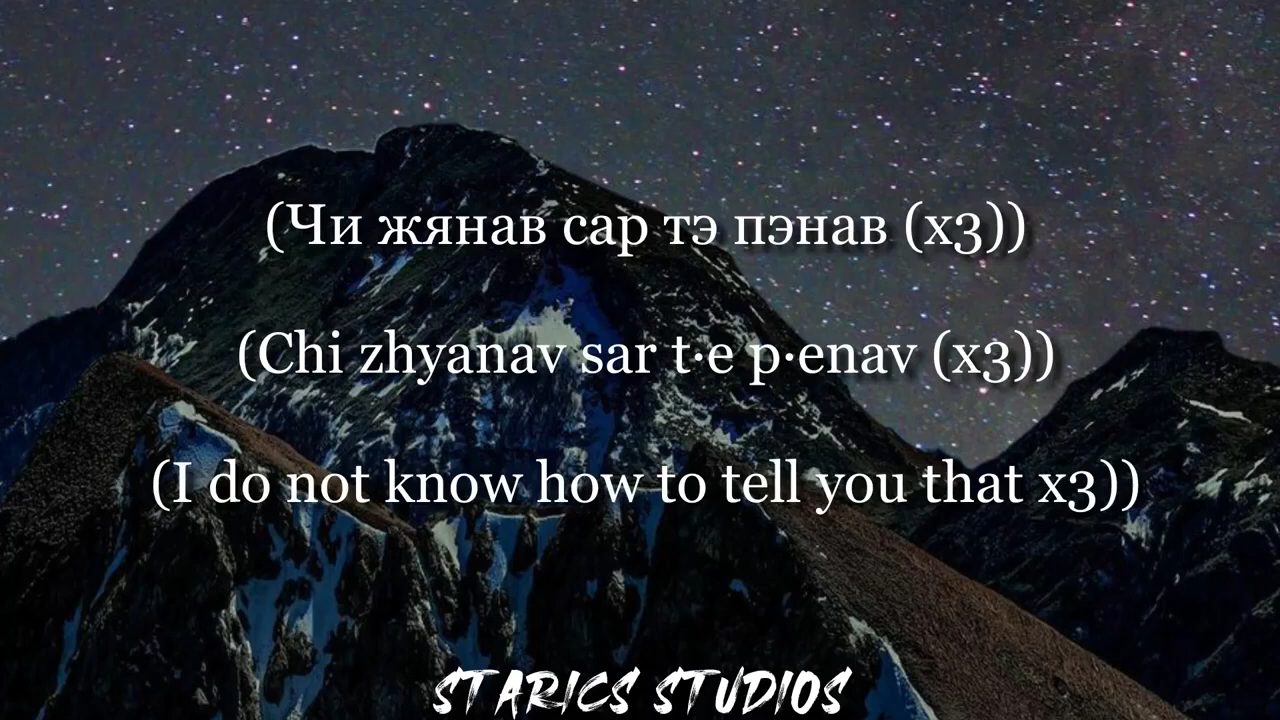 (Чи жянав сар тэ пэнав (x3))
(Chi zhyanav sar t·e p·enav (x3))
(I do not know how to tell you that x3))
STARICS STUDIOS